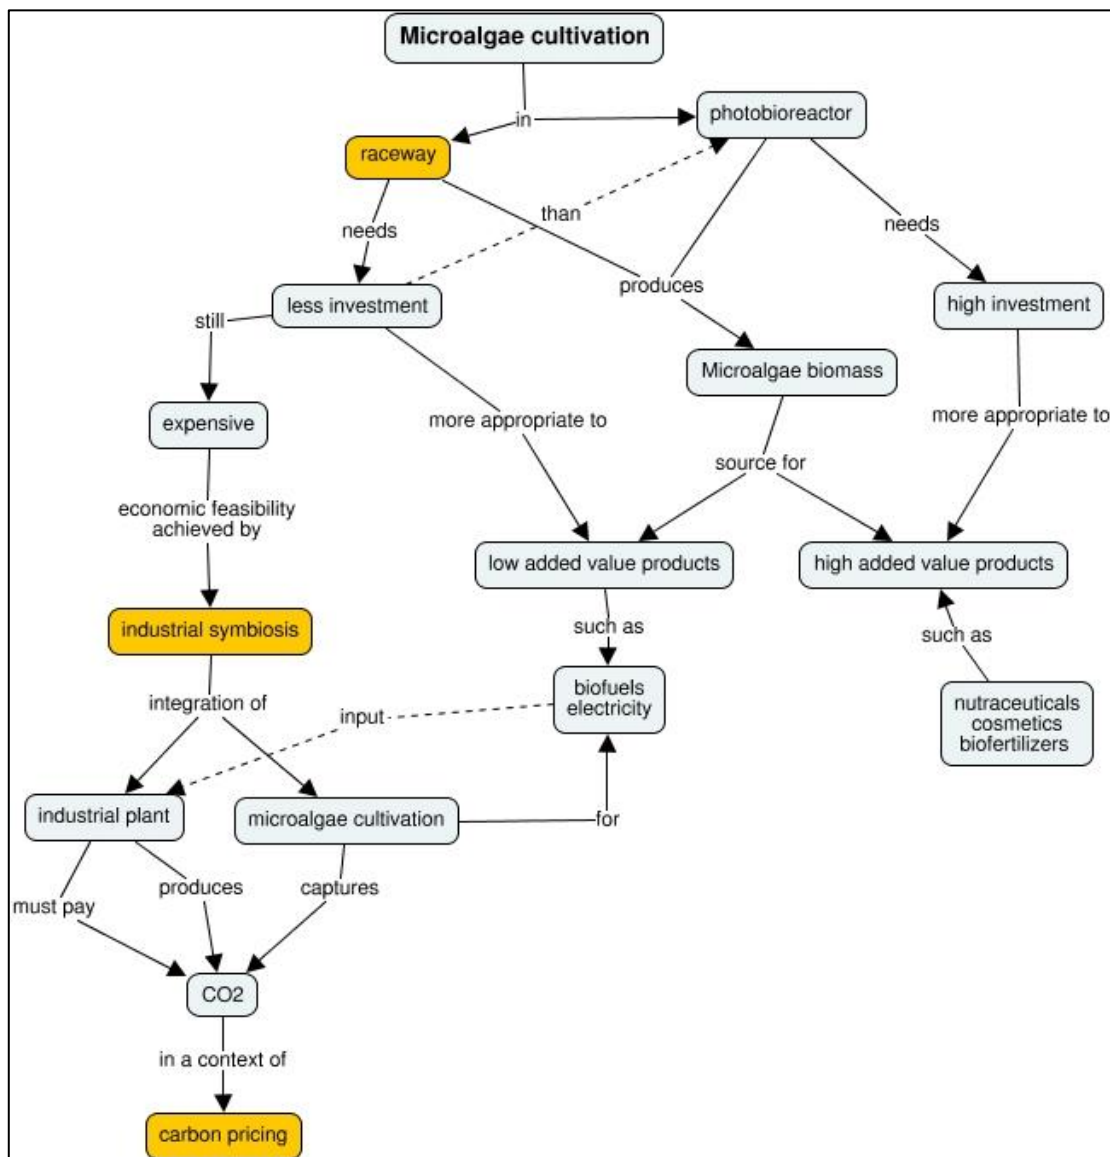 Microalgae cultivation
in
photobioreactor
raceway
than
needs
needs
produces
less investment
high investment
still
Microalgae biomass
expensive
more appropriate to
more appropriate to
source for
economic feasibility
achieved by
low added value products
high added value products
industrial symbiosis
such as
such as
integration of
input
biofuels
electricity
nutraceuticals
cosmetics
biofertilizers
industrial plant
microalgae cultivation
for
must pay
produces
captures
CO2
in a context of
carbon pricing